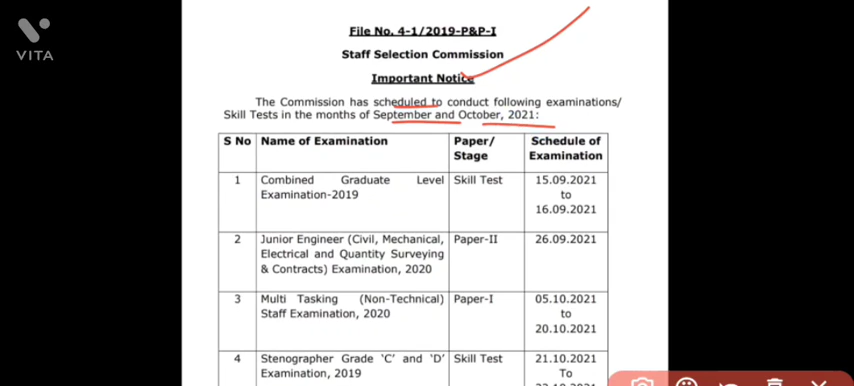 VITA
File No. 4-1/2019-P&P-I
Staff Selection Commission
Important Notice
The Commission has scheduled to conduct following examinations/
Skill Tests in the months of September and October, 2021:
S No Name of Examination Paper/ Stage Schedule of Examination
1 Combined Graduate Level Skill Test 15.09.2021
Examination-2019 to
16.09.2021
2 Junior Engineer (Civil, Mechanical, Paper-II 26.09.2021
Electrical and Quantity Surveying
& Contracts) Examination, 2020
3 Multi Tasking (Non-Technical) Paper-I 05.10.2021
Staff Examination, 2020 to
20.10.2021
4 Stenographer Grade 'C' and 'D' Skill Test 21.10.2021
Examination, 2019 To